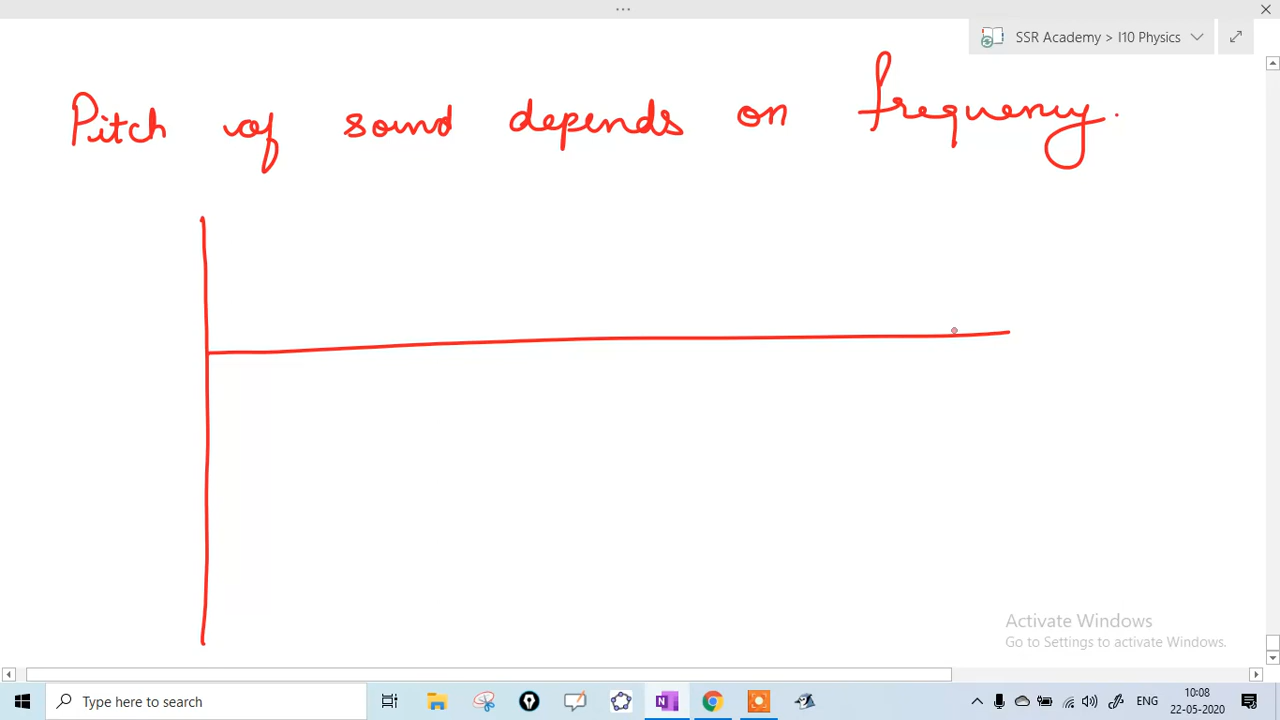 SSR Academy > I10 Physics
Pitch of sound depends on frequency.
Activate Windows
Go to Settings to activate Windows.
Type here to search
ENG
10:08
22-05-2020